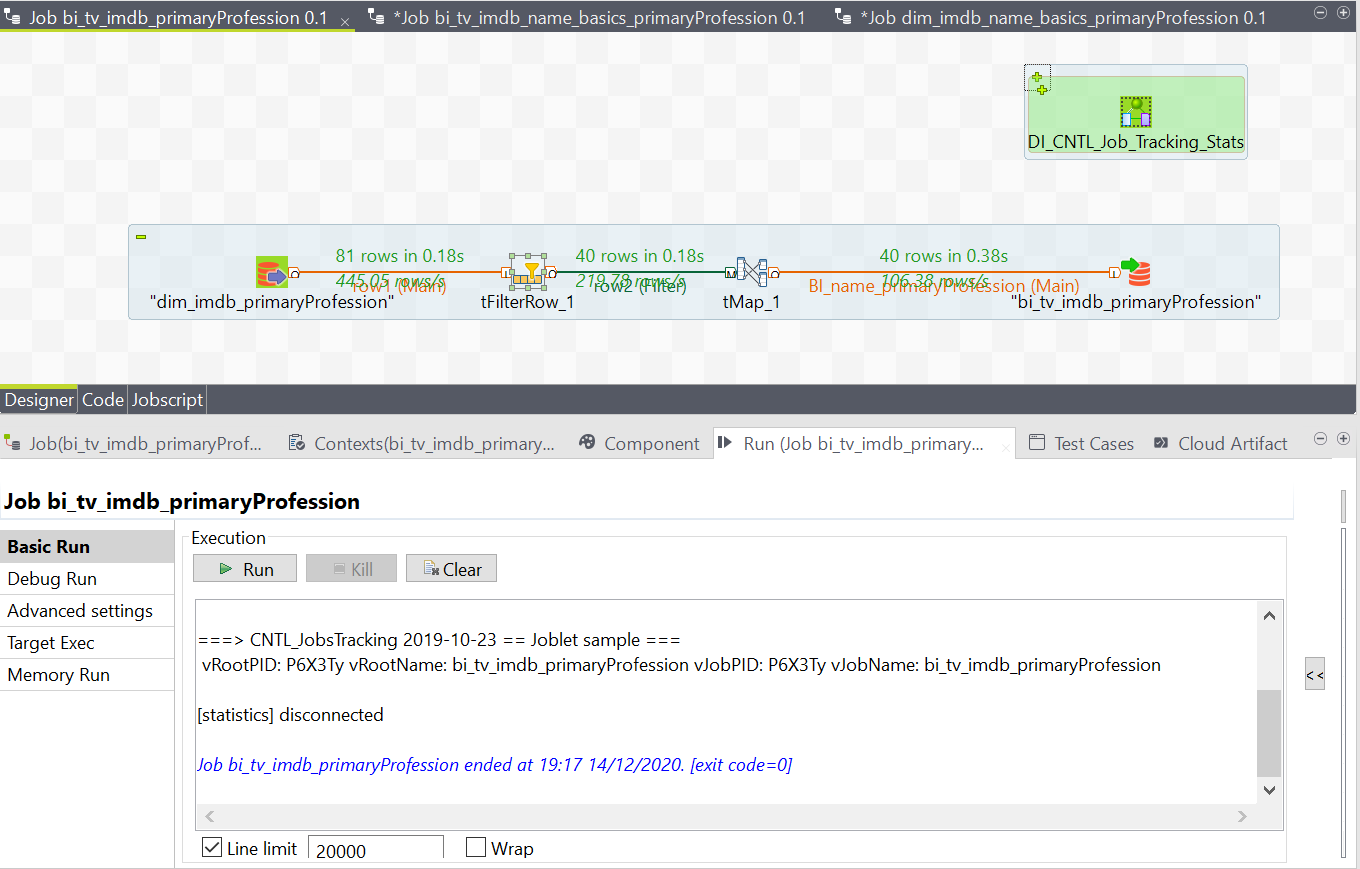 Job bi_tv_imdb_primaryProfession 0.1 *Job bi_tv_imdb_name_basics_primaryProfession 0.1 *Job dim_imdb_name_basics_primaryProfession 0.1
DI_CNTL_Job_Tracking_Stats
81 rows in 0.18s 40 rows in 0.18s 40 rows in 0.38s
445.05 rows/s 219.78 rows/s 106.38 rows/s
row1 (Main) row2 (Filter) BI_name_primaryProfession (Main)
"dim_imdb_primaryProfession" tFilterRow_1 tMap_1 "bi_tv_imdb_primaryProfession"
Designer Code Jobscript
Job(bi_tv_imdb_primaryProf... Contexts(bi_tv_imdb_primary... Component Run (Job bi_tv_imdb_primary... Test Cases Cloud Artifact
Job bi_tv_imdb_primaryProfession
Basic Run
Debug Run
Advanced settings
Target Exec
Memory Run
Execution
Run Kill Clear
===> CNTL_JobsTracking 2019-10-23 == Joblet sample ===
vRootPID: P6X3Ty vRootName: bi_tv_imdb_primaryProfession vJobPID: P6X3Ty vJobName: bi_tv_imdb_primaryProfession
[statistics] disconnected
Job bi_tv_imdb_primaryProfession ended at 19:17 14/12/2020. [exit code=0]
<<
Line limit 20000 Wrap